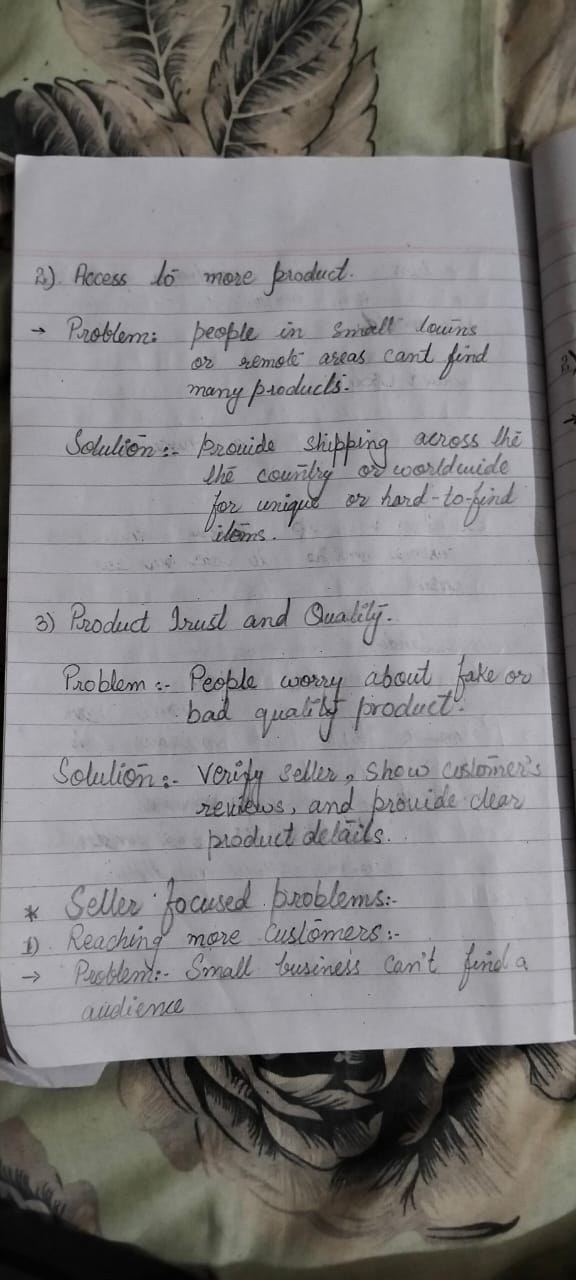 2). Access to more product.
→ Problem: people in small towns
or remote areas can't find
many products.
Solution :- Provide shipping across the
the country or worldwide
for unique or hard-to-find
items.
3) Product Trust and Quality.
Problem :- People worry about fake or
bad quality product.
Solution :- Verify seller, show customer's
reviews, and provide clear
product details.
* Seller focused problems:-
1). Reaching more customers:-
→ Problem:- Small business can't find a
audience